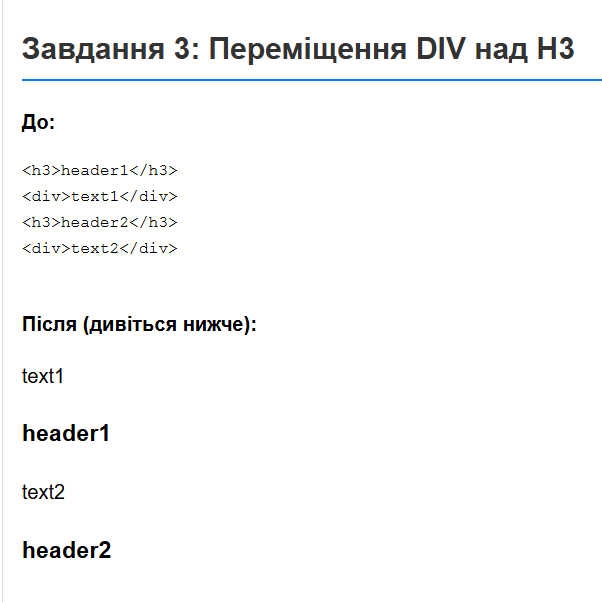 Завдання 3: Переміщення DIV над H3
До:
<h3>header1</h3>
<div>text1</div>
<h3>header2</h3>
<div>text2</div>
Після (дивіться нижче):
text1
header1
text2
header2